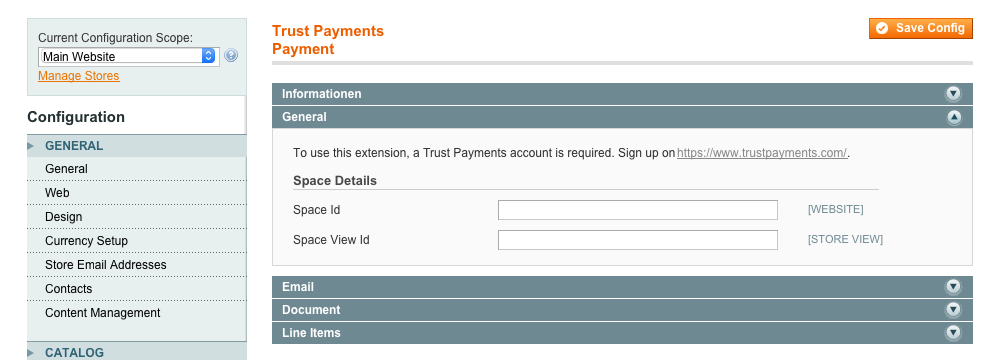 Current Configuration Scope:
Main Website
Manage Stores
Configuration
GENERAL
General
Web
Design
Currency Setup
Store Email Addresses
Contacts
Content Management
CATALOG
Trust Payments
Payment
Save Config
Informationen
General
To use this extension, a Trust Payments account is required. Sign up on https://www.trustpayments.com/.
Space Details
Space Id [WEBSITE]
Space View Id [STORE VIEW]
Email
Document
Line Items